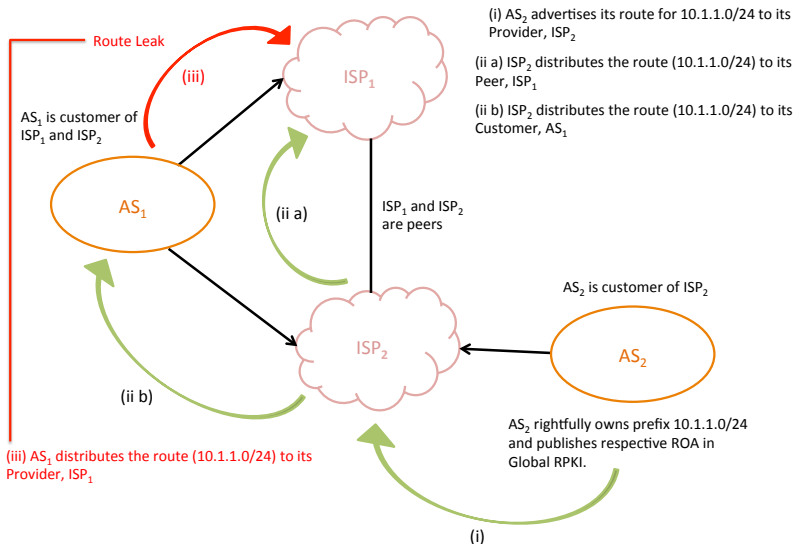 Route Leak
(iii)
ISP1
(i) AS2 advertises its route for 10.1.1.0/24 to its
Provider, ISP2
(ii a) ISP2 distributes the route (10.1.1.0/24) to its
Peer, ISP1
(ii b) ISP2 distributes the route (10.1.1.0/24) to its
Customer, AS1
AS1 is customer of
ISP1 and ISP2
AS1
(ii a)
ISP1 and ISP2
are peers
AS2 is customer of ISP2
ISP2
AS2
(ii b)
AS2 rightfully owns prefix 10.1.1.0/24
and publishes respective ROA in
Global RPKI.
(iii) AS1 distributes the route (10.1.1.0/24) to its
Provider, ISP1
(i)